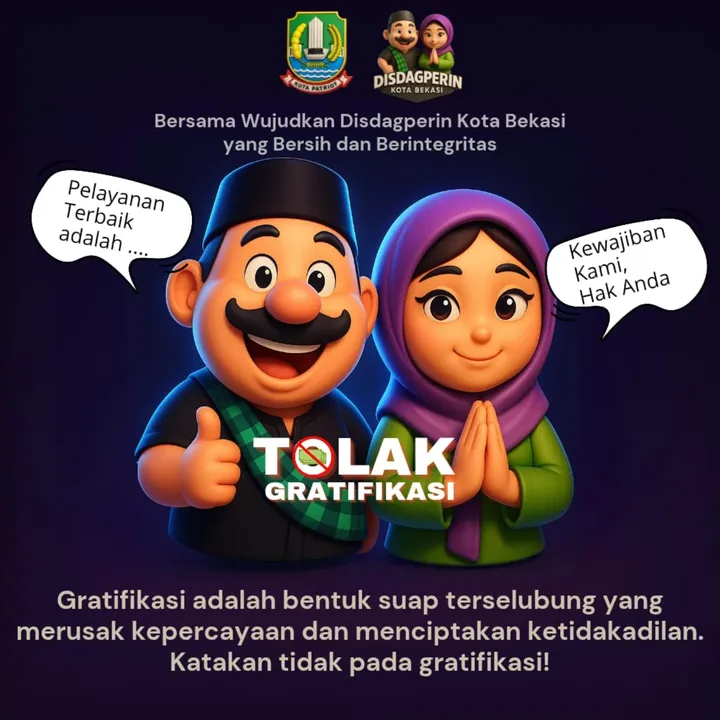 KOTA PATRIOT
DISDAGPERIN
KOTA BEKASI
Bersama Wujudkan Disdagperin Kota Bekasi
yang Bersih dan Berintegritas
Pelayanan
Terbaik
adalah ....
Kewajiban
Kami,
Hak Anda
TOLAK
GRATIFIKASI
Gratifikasi adalah bentuk suap terselubung yang
merusak kepercayaan dan menciptakan ketidakadilan.
Katakan tidak pada gratifikasi!